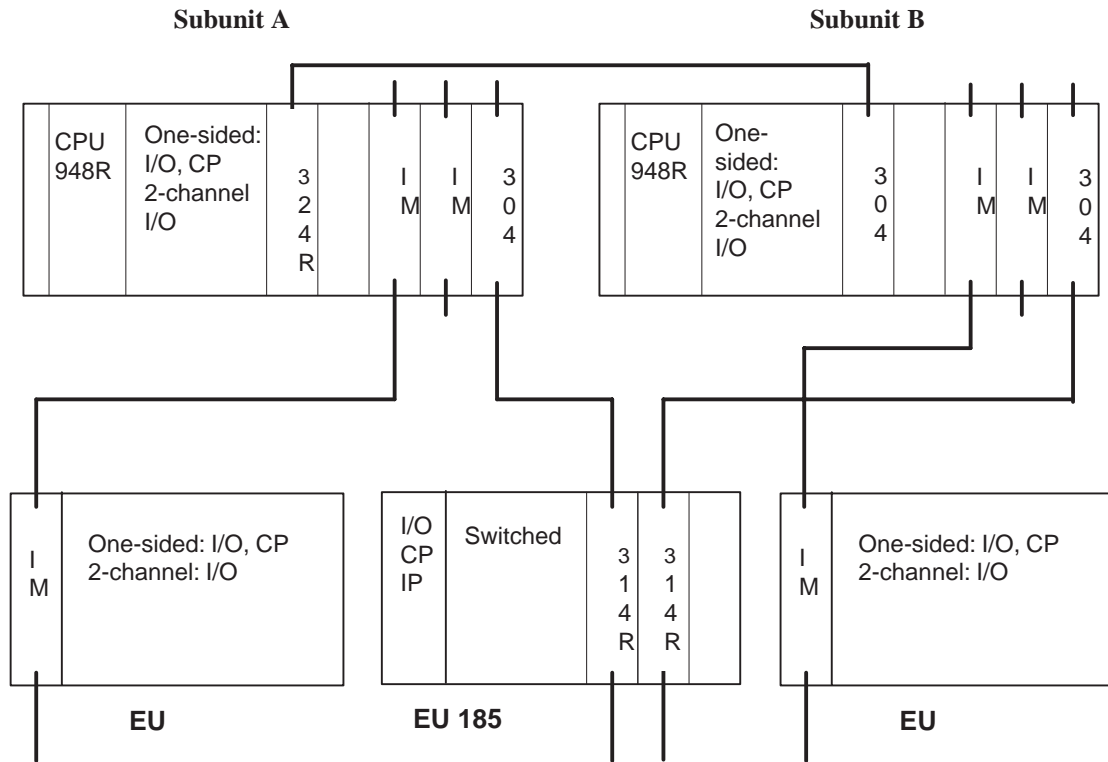 Subunit A
Subunit B
CPU
948R
One-sided:
I/O, CP
2-channel
I/O
3
2
4
R
I
M
I
M
3
0
4
CPU
948R
One-
sided:
I/O, CP
2-channel
I/O
3
0
4
I
M
I
M
3
0
4
I
M
One-sided: I/O, CP
2-channel: I/O
I/O
CP
IP
Switched
3
1
4
R
3
1
4
R
I
M
One-sided: I/O, CP
2-channel: I/O
EU
EU 185
EU